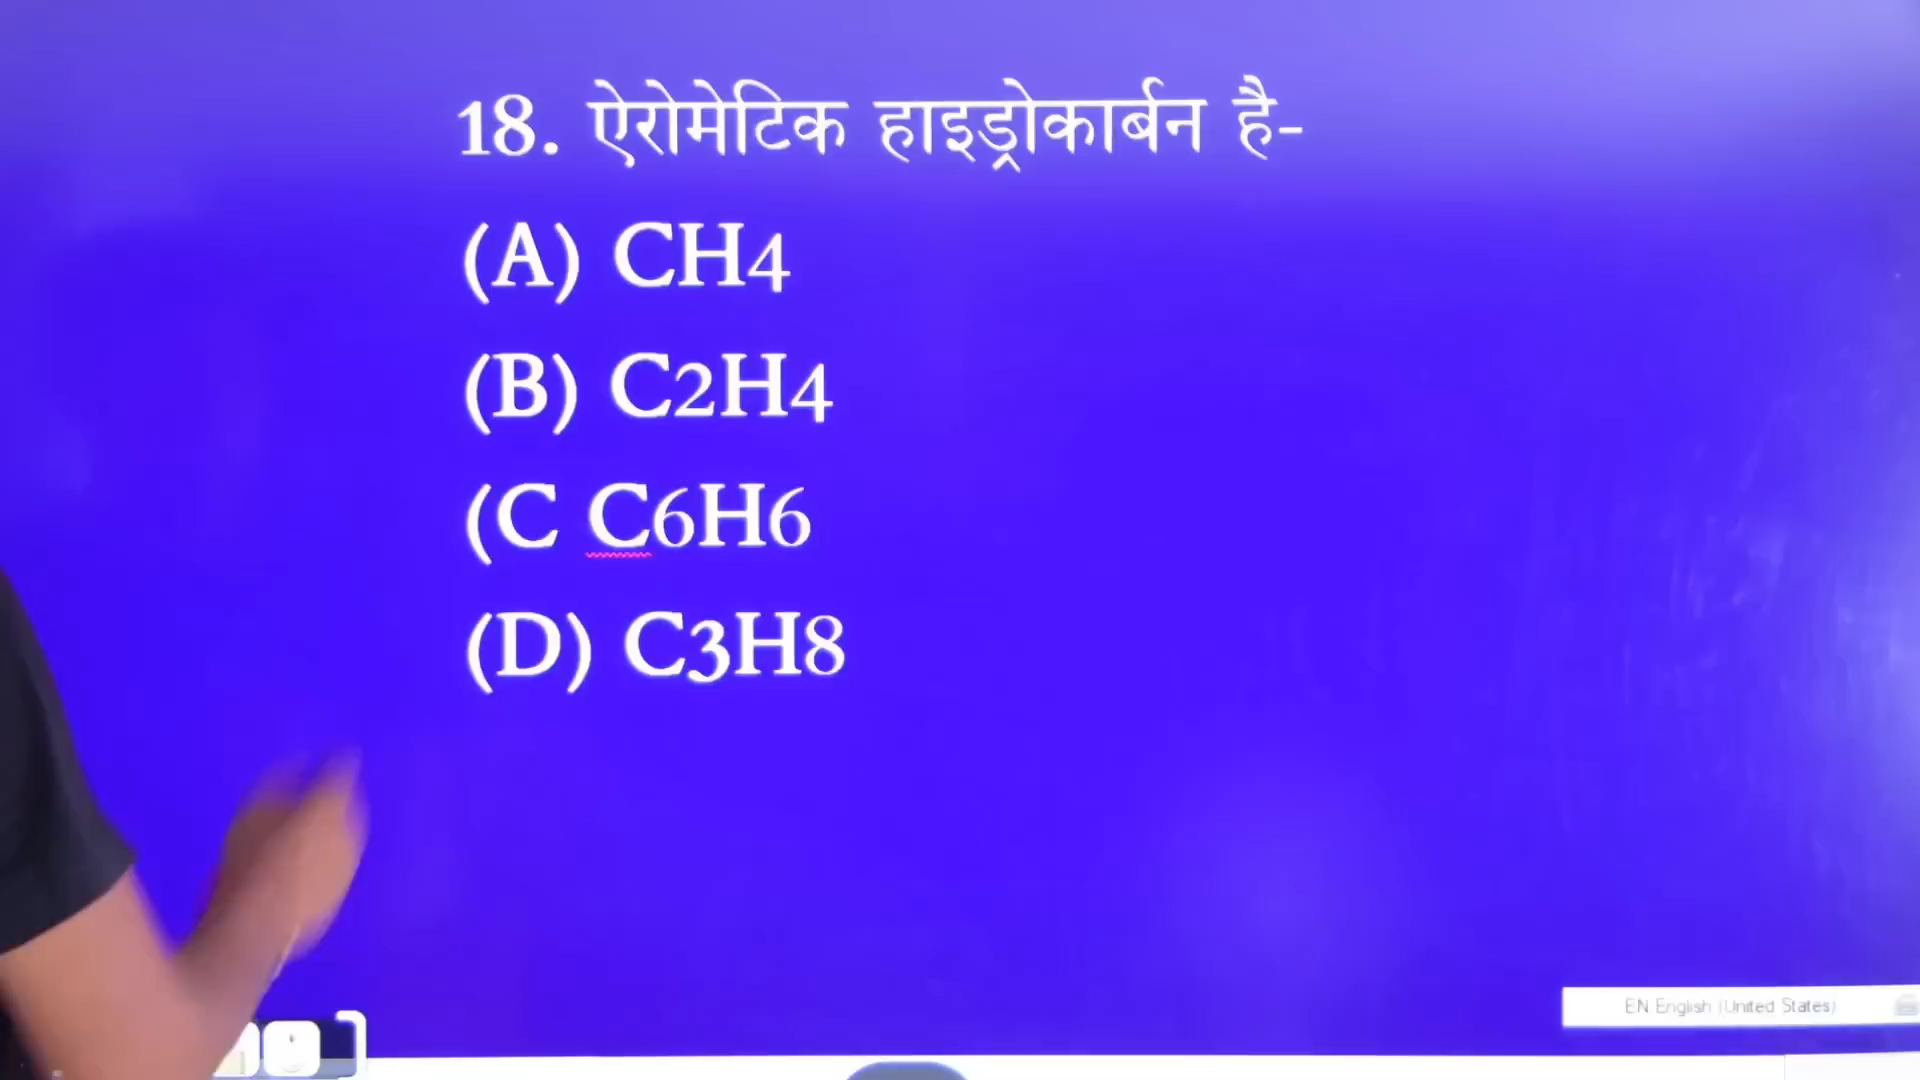 18. ऐरोमेटिक हाइड्रोकार्बन है-
(A) CH4
(B) C2H4
(C C6H6
(D) C3H8
EN English (United States)